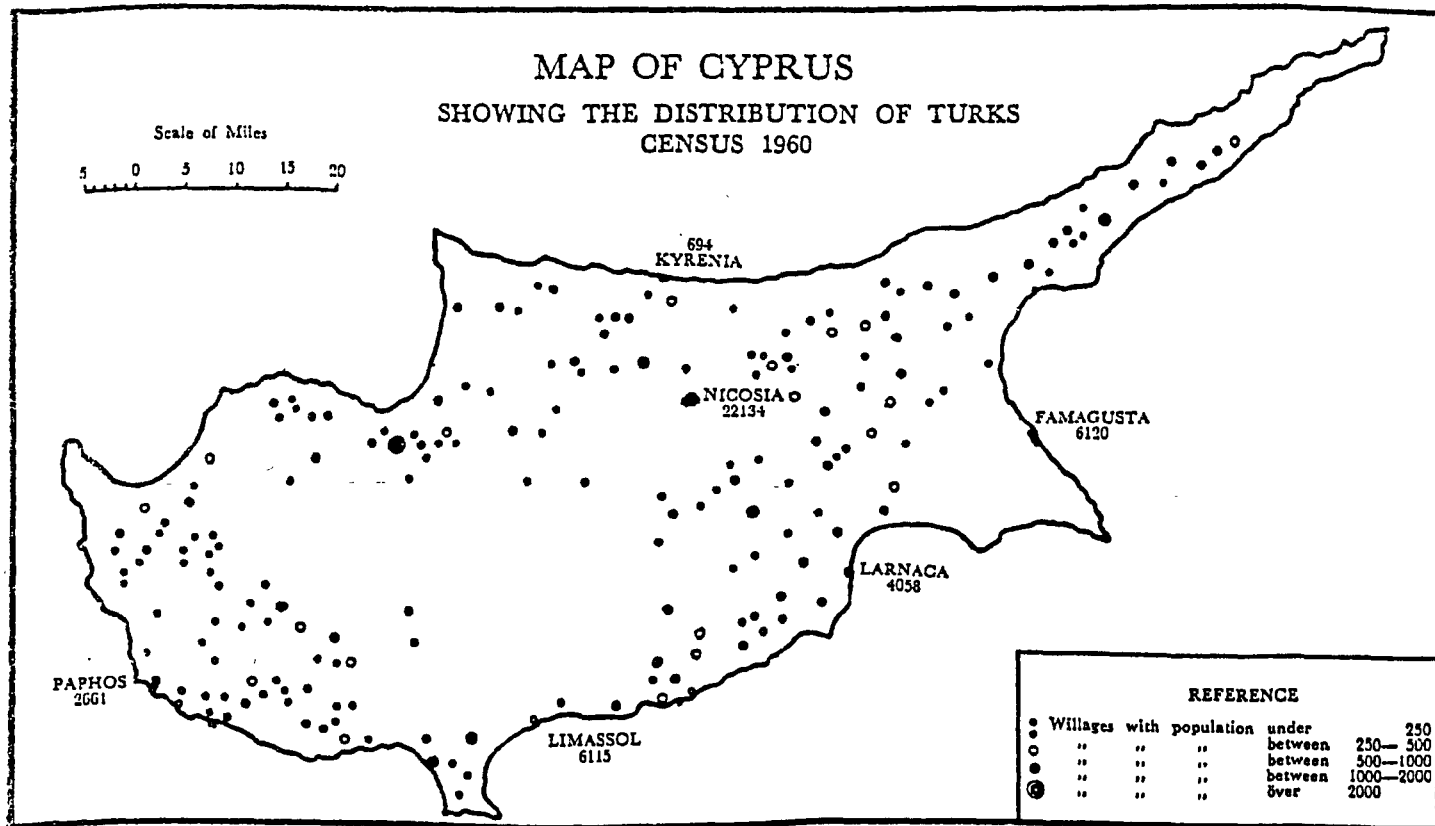 MAP OF CYPRUS
SHOWING THE DISTRIBUTION OF TURKS
CENSUS 1960
Scale of Miles
5 0 5 10 15 20
694
KYRENIA
NICOSIA
22134
FAMAGUSTA
6120
LARNACA
4058
PAPHOS
2661
LIMASSOL
6115
REFERENCE
Willages with population under 250
" " " between 250—500
" " " between 500—1000
" " " between 1000—2000
" " " över 2000